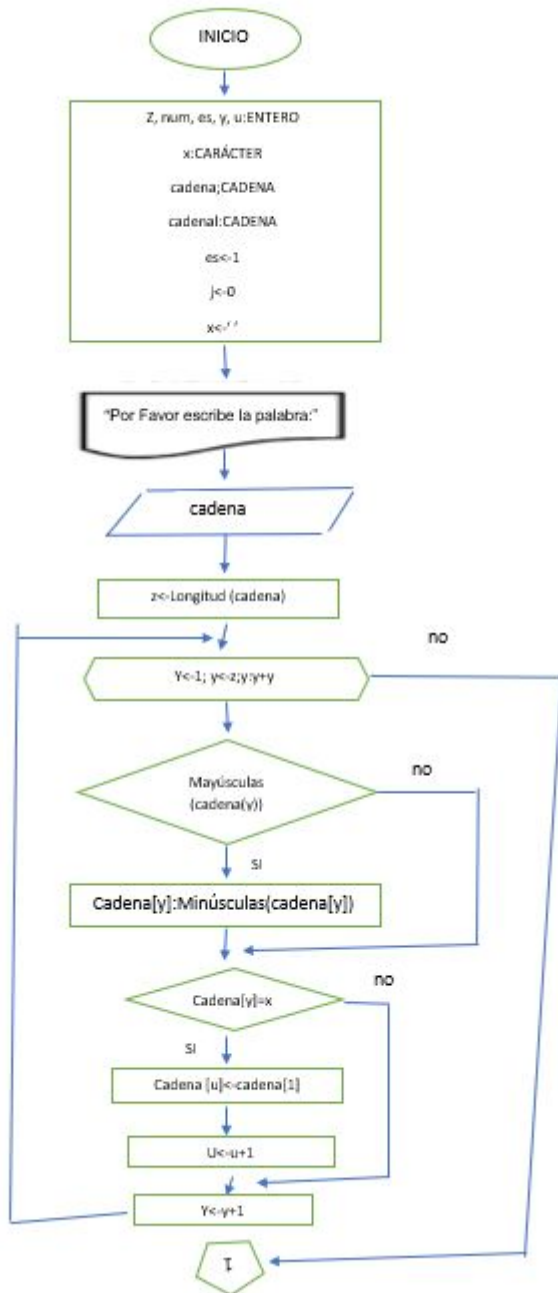 INICIO
Z, num, es, y, u:ENTERO
x:CARÁCTER
cadena;CADENA
cadenal:CADENA
es<-1
j<-0
x<-‘ ’
“Por Favor escribe la palabra:”
cadena
z<-Longitud (cadena)
no
Y<-1; y<-z;y:y+y
Mayúsculas
(cadena(y))
no
SI
Cadena[y]:Minúsculas(cadena[y])
Cadena[y]=x
no
SI
Cadena [u]<-cadena[1]
U<-u+1
Y<-y+1
1